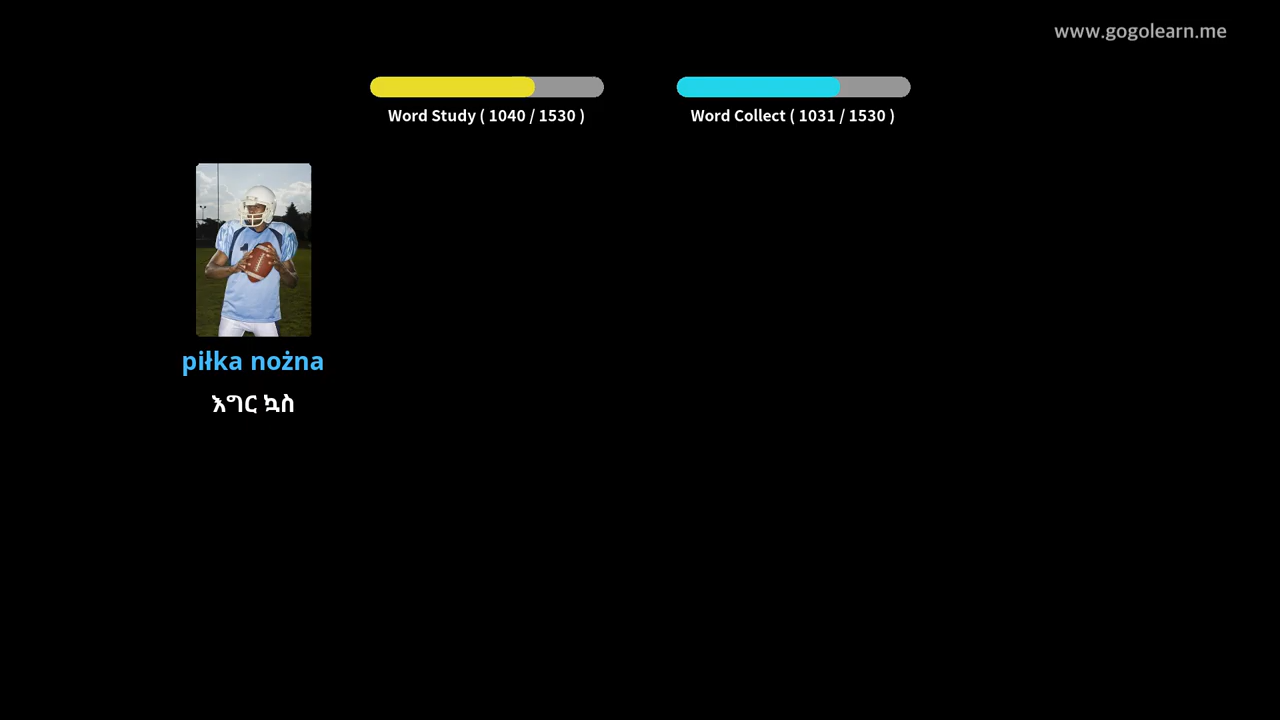 www.gogolearn.me
Word Study ( 1040 / 1530 )
Word Collect ( 1031 / 1530 )
piłka nożna
እግር ኳስ